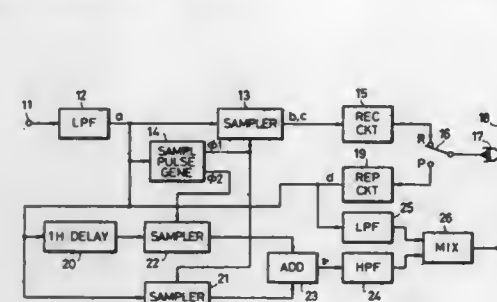 11
12
LPF
a
13
SAMPLER
b,c
15
REC CKT
R
16
17
18
14
SAMPL PULSE GENE
ϕ1
ϕ2
P
19
REP CKT
d
LPF
25
26
MIX
1H DELAY
20
SAMPLER
22
SAMPLER
21
ADD
23
e
HPF
24